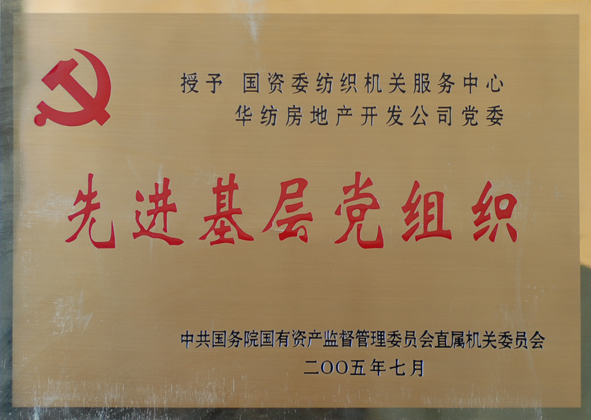 授予 国资委纺织机关服务中心
华纺房地产开发公司党委
先进基层党组织
中共国务院国有资产监督管理委员会直属机关委员会
二OO五年七月